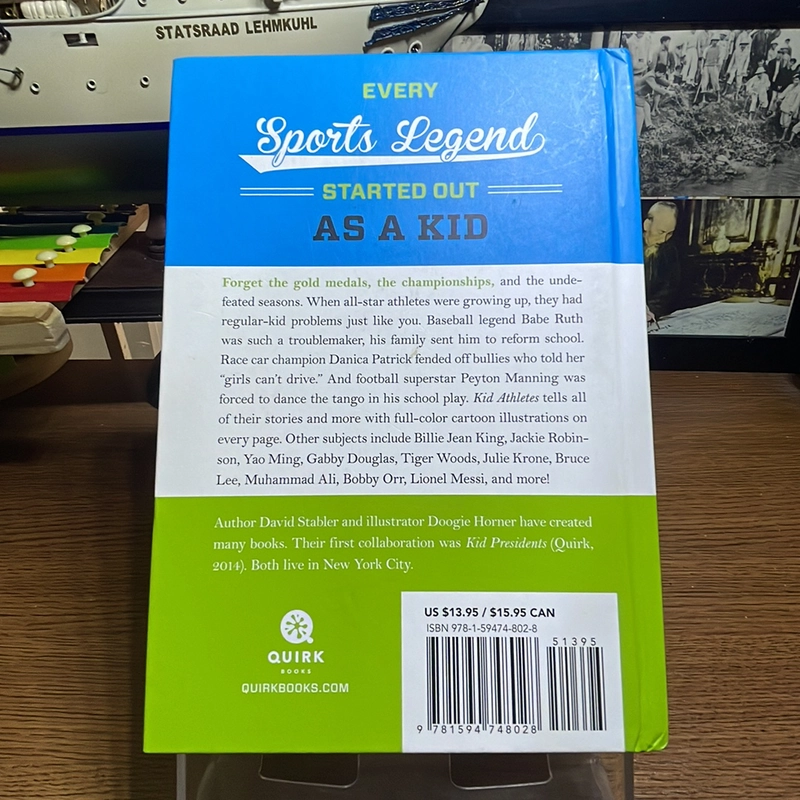 STATSRAAD LEHMKUHL
EVERY
Sports Legend
STARTED OUT
AS A KID
Forget the gold medals, the championships, and the unde-
feated seasons. When all-star athletes were growing up, they had
regular-kid problems just like you. Baseball legend Babe Ruth
was such a troublemaker, his family sent him to reform school.
Race car champion Danica Patrick fended off bullies who told her
“girls can’t drive.” And football superstar Peyton Manning was
forced to dance the tango in his school play. Kid Athletes tells all
of their stories and more with full-color cartoon illustrations on
every page. Other subjects include Billie Jean King, Jackie Robin-
son, Yao Ming, Gabby Douglas, Tiger Woods, Julie Krone, Bruce
Lee, Muhammad Ali, Bobby Orr, Lionel Messi, and more!
Author David Stabler and illustrator Doogie Horner have created
many books. Their first collaboration was Kid Presidents (Quirk,
2014). Both live in New York City.
QUIRK
BOOKS
QUIRKBOOKS.COM
US $13.95 / $15.95 CAN
ISBN 978-1-59474-802-8
51395
9 781594 748028